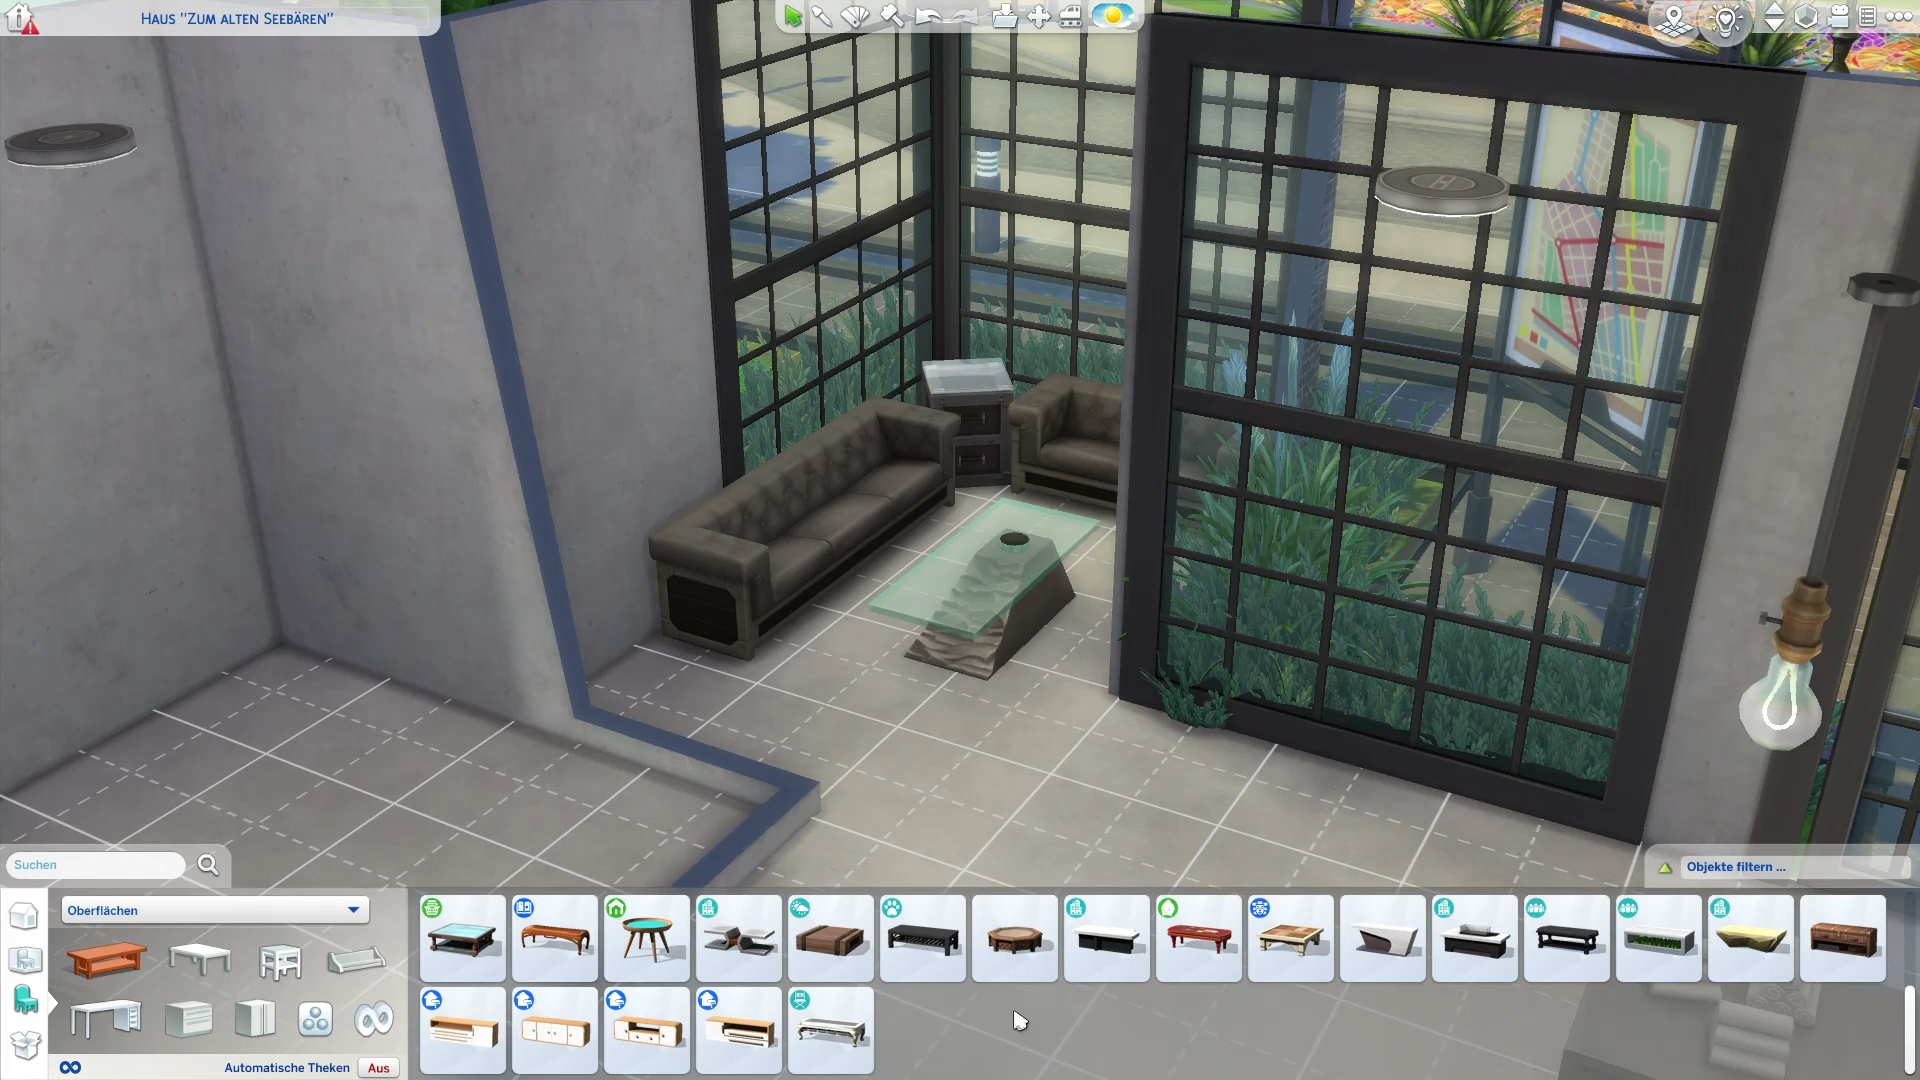 Haus "Zum alten Seebären"
Suchen
Objekte filtern ...
Oberflächen
Automatische Theken
Aus